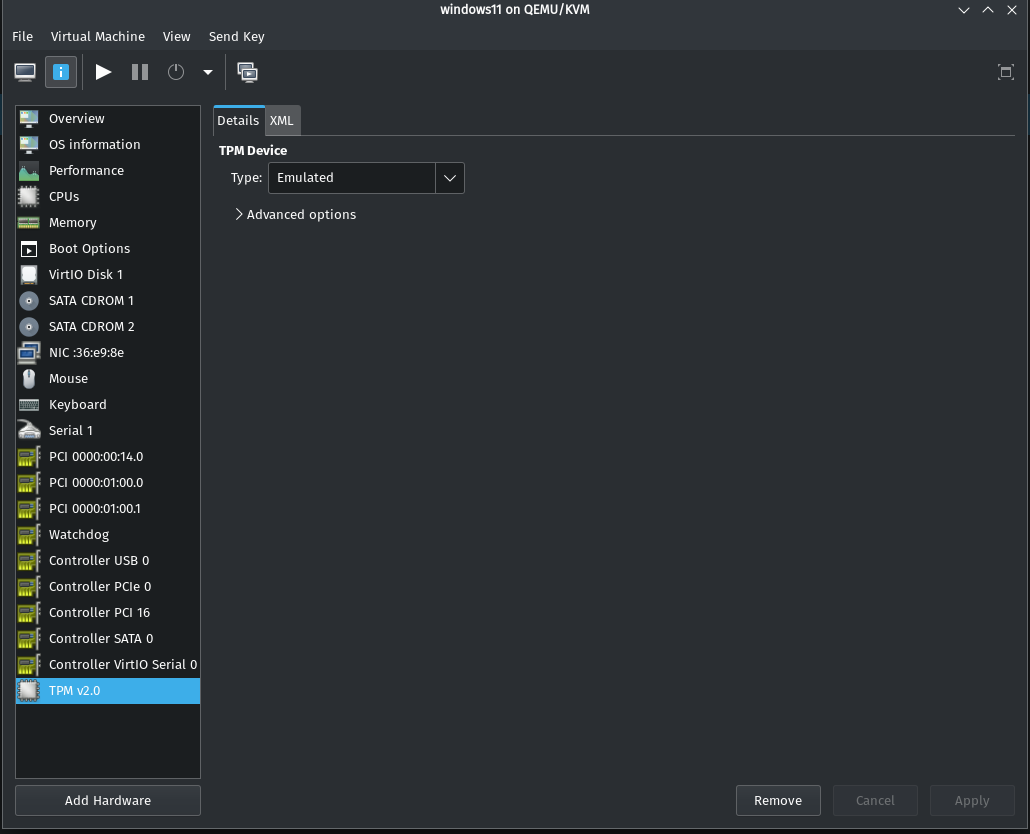 windows11 on QEMU/KVM
File Virtual Machine View Send Key
Overview
OS information
Performance
CPUs
Memory
Boot Options
VirtIO Disk 1
SATA CDROM 1
SATA CDROM 2
NIC :36:e9:8e
Mouse
Keyboard
Serial 1
PCI 0000:00:14.0
PCI 0000:01:00.0
PCI 0000:01:00.1
Watchdog
Controller USB 0
Controller PCIe 0
Controller PCI 16
Controller SATA 0
Controller VirtIO Serial 0
TPM v2.0
Add Hardware
Details XML
TPM Device
Type: Emulated
Advanced options
Remove Cancel Apply